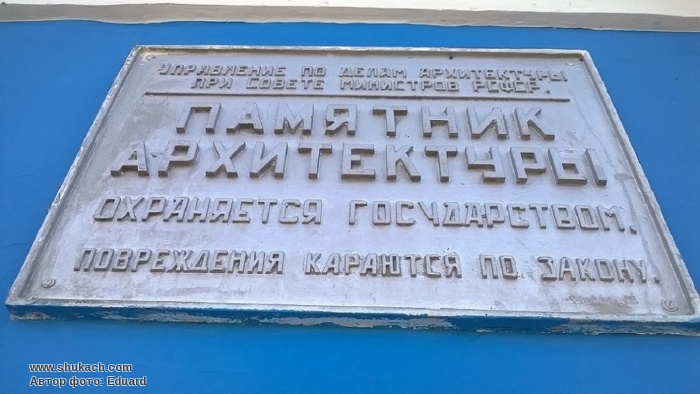 УПРАВЛЕНИЕ ПО ДЕЛАМ АРХИТЕКТУРЫ
ПРИ СОВЕТЕ МИНИСТРОВ РСФСР.
ПАМЯТНИК
АРХИТЕКТУРЫ
ОХРАНЯЕТСЯ ГОСУДАРСТВОМ.
ПОВРЕЖДЕНИЯ КАРАЮТСЯ ПО ЗАКОНУ.
www.shukach.com
Автор фото: Eduard